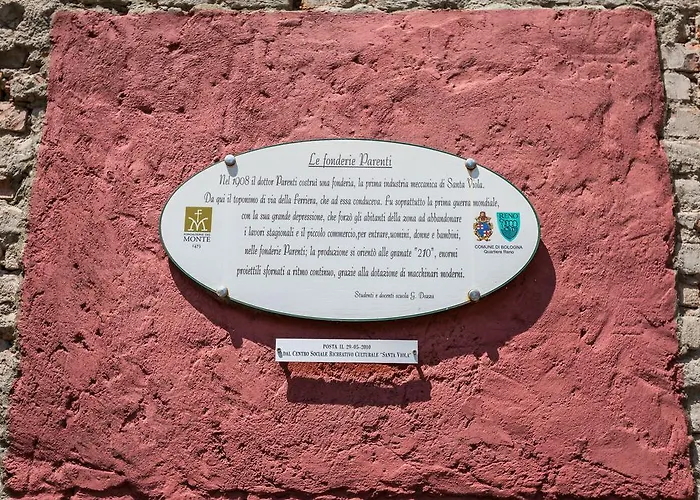 Le fonderie Parenti
Nel 1908 il dottor Parenti costruì una fonderia, la prima industria meccanica di Santa Viola.
Da qui il toponimo di via della Ferriera, che ad essa conduceva. Fu soprattutto la prima guerra mondiale,
con la sua grande depressione, che forzò gli abitanti della zona ad abbandonare
i lavori stagionali e il piccolo commercio,per entrare,uomini, donne e bambini,
nelle fonderie Parenti; la produzione si orientò alle granate "210", enormi
proiettili sfornati a ritmo continuo, grazie alla dotazione di macchinari moderni.
Studenti e docenti scuola G. Dozza
FONDAZIONE DEL
MONTE
1473
RENO
COMUNE DI BOLOGNA
Quartiere Reno
POSTA IL 29-05-2010
DAL CENTRO SOCIALE RICREATIVO CULTURALE "SANTA VIOLA"